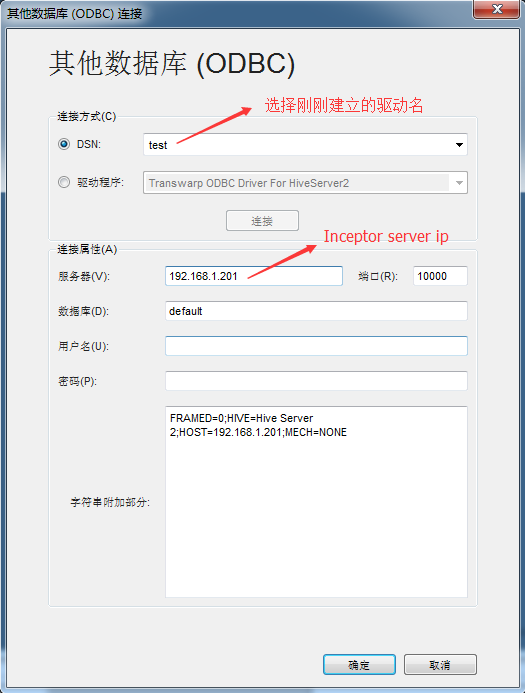 其他数据库 (ODBC) 连接
其他数据库 (ODBC)
选择刚刚建立的驱动名
连接方式(C)
DSN:
test
驱动程序:
Transwarp ODBC Driver For HiveServer2
连接
Inceptor server ip
连接属性(A)
服务器(V):
192.168.1.201
端口(R):
10000
数据库(D):
default
用户名(U):
密码(P):
FRAMED=0;HIVE=Hive Server
2;HOST=192.168.1.201;MECH=NONE
字符串附加部分:
确定
取消